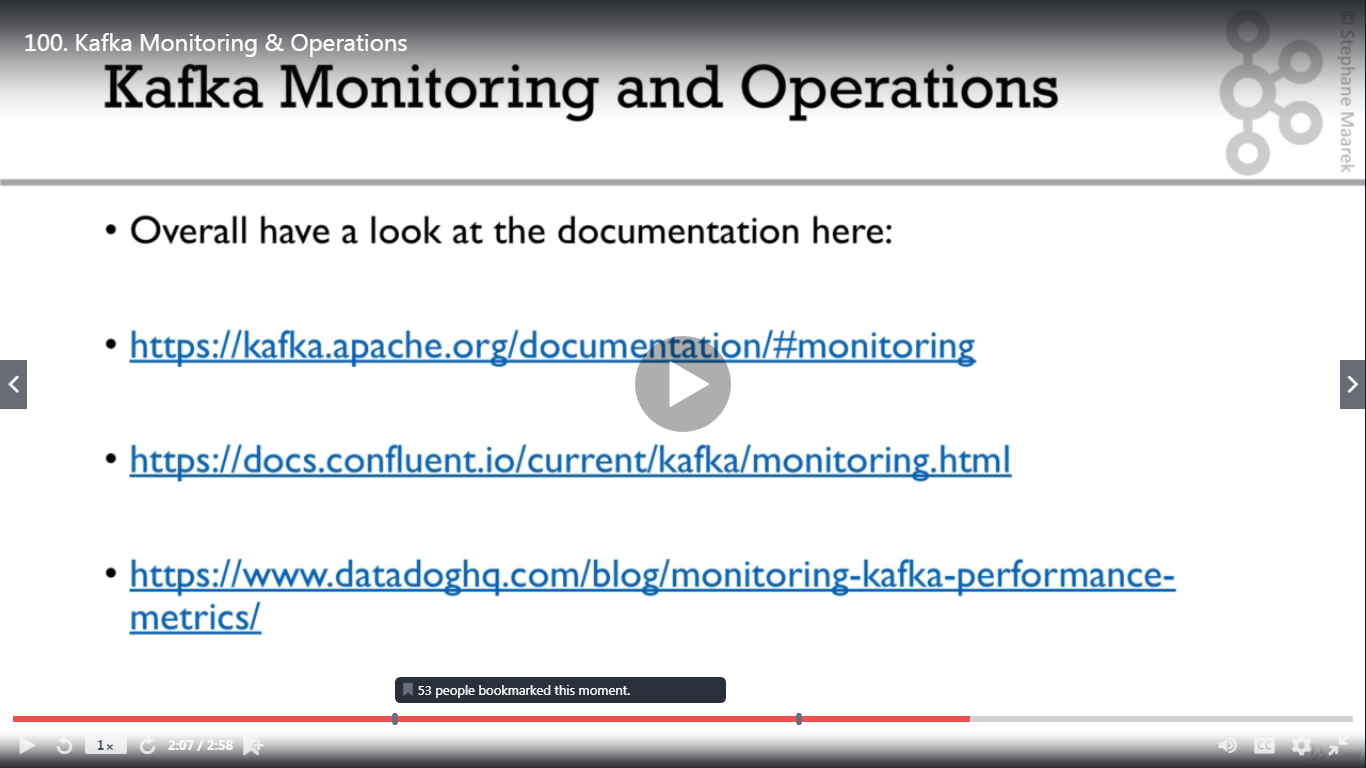 100. Kafka Monitoring & Operations
Kafka Monitoring and Operations
© Stephane Maarek
• Overall have a look at the documentation here:
• https://kafka.apache.org/documentation/#monitoring
• https://docs.confluent.io/current/kafka/monitoring.html
• https://www.datadoghq.com/blog/monitoring-kafka-performance-
metrics/
53 people bookmarked this moment.
1x
2:07 / 2:58
CC